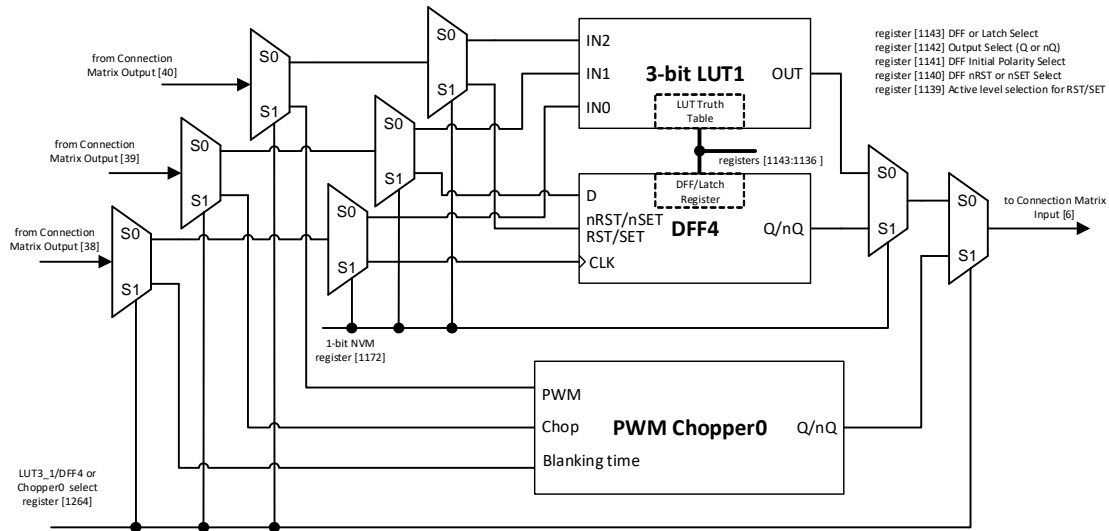 from Connection
Matrix Output [40]
S0
S1
S0
S1
IN2
IN1
IN0
3-bit LUT1
OUT
LUT Truth
Table
register [1143] DFF or Latch Select
register [1142] Output Select (Q or nQ)
register [1141] DFF Initial Polarity Select
register [1140] DFF nRST or nSET Select
register [1139] Active level selection for RST/SET
from Connection
Matrix Output [39]
S0
S1
S0
S1
registers [1143:1136 ]
from Connection
Matrix Output [38]
S0
S1
S0
S1
D
nRST/nSET
RST/SET
CLK
DFF/Latch
Register
DFF4
Q/nQ
S0
S1
S0
S1
to Connection Matrix
Input [6]
1-bit NVM
register [1172]
PWM
Chop
Blanking time
PWM Chopper0
Q/nQ
LUT3_1/DFF4 or
Chopper0 select
register [1264]